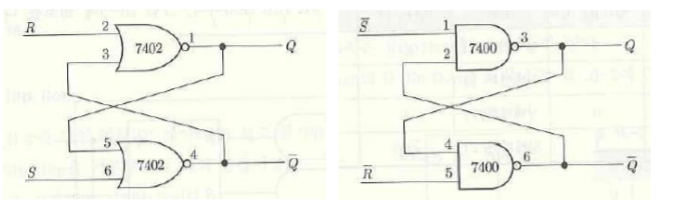 R 2
3 7402 1 Q
5
S 6 7402 4 Q̅
S̅ 1
2 7400 3 Q
4
R̅ 5 7400 6 Q̅